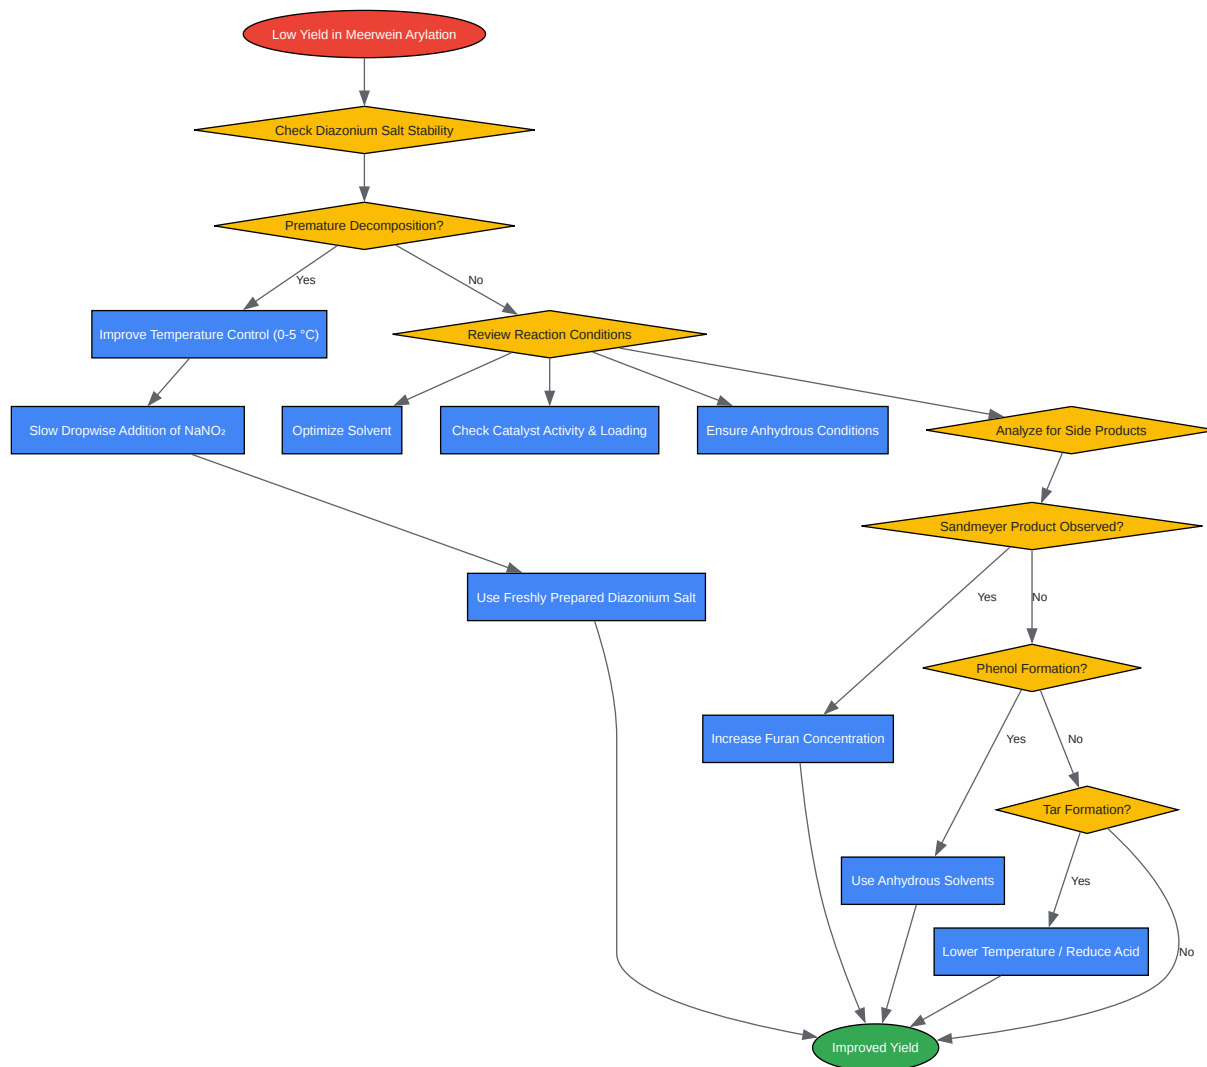 Low Yield in Meerwein Arylation
Check Diazonium Salt Stability
Premature Decomposition?
Yes
No
Improve Temperature Control (0-5 °C)
Review Reaction Conditions
Slow Dropwise Addition of NaNO₂
Optimize Solvent
Check Catalyst Activity & Loading
Ensure Anhydrous Conditions
Analyze for Side Products
Sandmeyer Product Observed?
Use Freshly Prepared Diazonium Salt
Yes
No
Phenol Formation?
Increase Furan Concentration
Yes
No
Tar Formation?
Use Anhydrous Solvents
Yes
Lower Temperature / Reduce Acid
No
Improved Yield